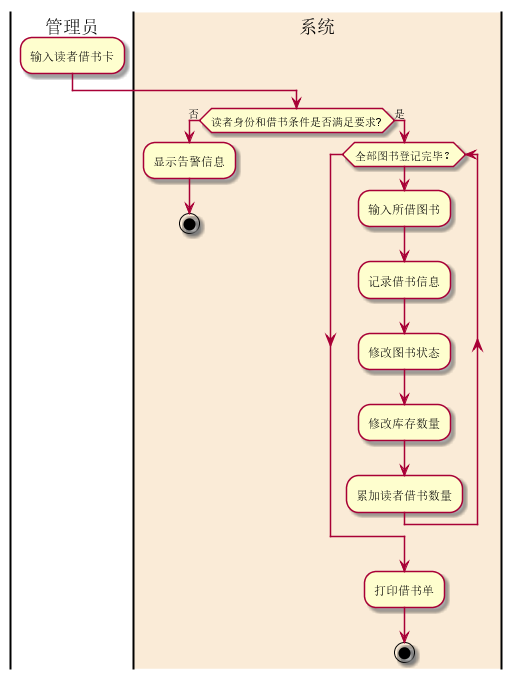 管理员
系统
输入读者借书卡
否
读者身份和借书条件是否满足要求?
是
显示告警信息
全部图书登记完毕？
输入所借图书
记录借书信息
修改图书状态
修改库存数量
累加读者借书数量
打印借书单